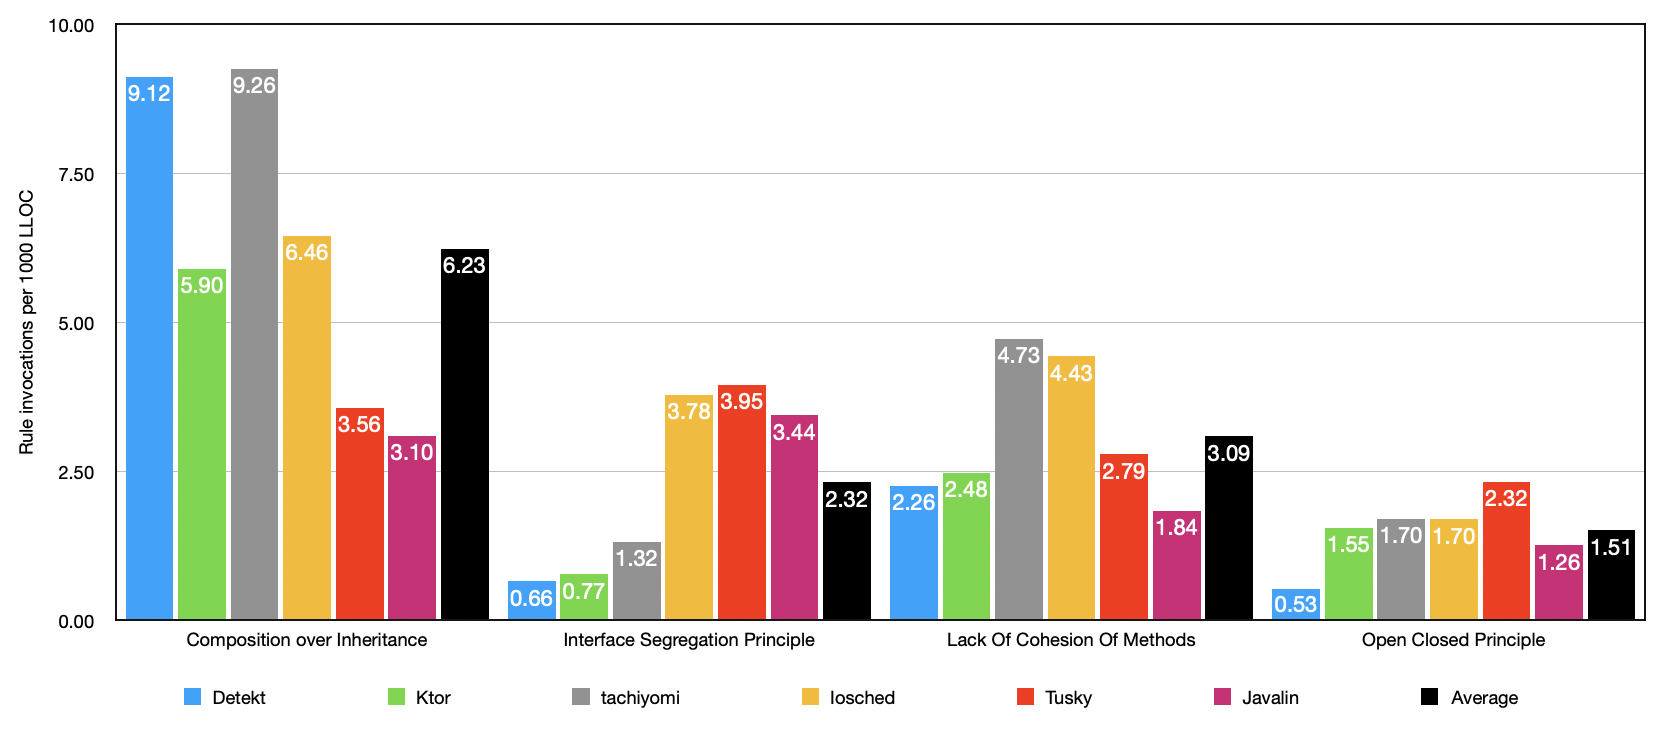 10.00
7.50
5.00
2.50
0.00
Rule invocations per 1000 LLOC
9.12
5.90
9.26
6.46
3.56
3.10
6.23
0.66
0.77
1.32
3.78
3.95
3.44
2.32
2.26
2.48
4.73
4.43
2.79
1.84
3.09
0.53
1.55
1.70
1.70
2.32
1.26
1.51
Composition over Inheritance
Interface Segregation Principle
Lack Of Cohesion Of Methods
Open Closed Principle
Detekt
Ktor
tachiyomi
Iosched
Tusky
Javalin
Average